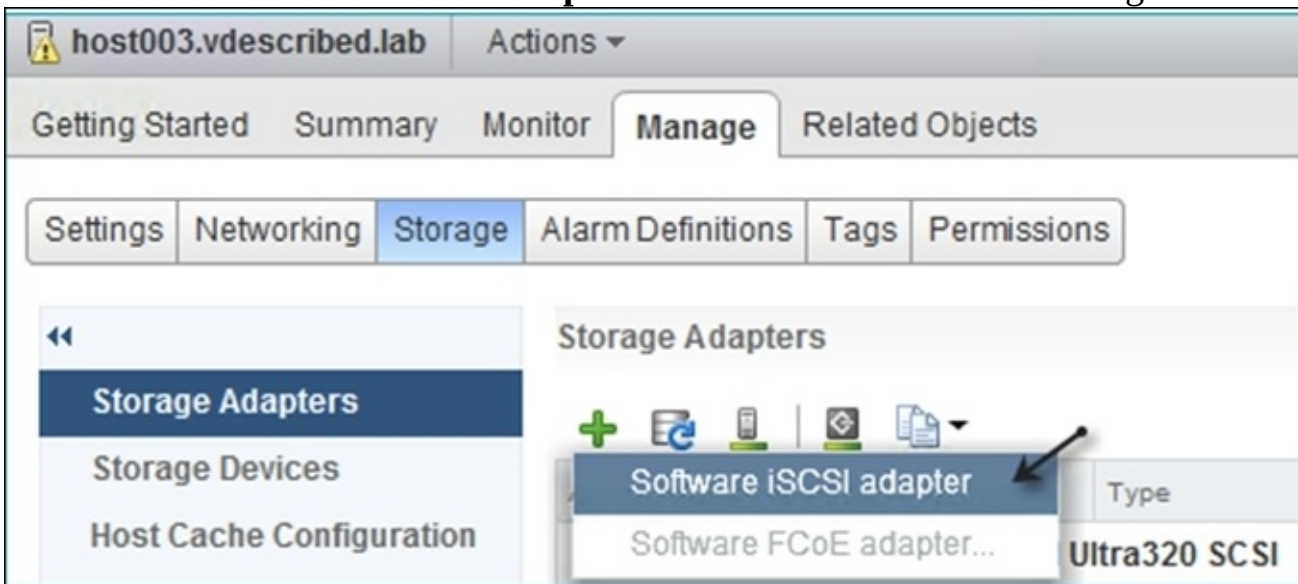 host003.vdescribed.lab Actions
Getting Started Summary Monitor Manage Related Objects
Settings Networking Storage Alarm Definitions Tags Permissions
Storage Adapters
Storage Adapters
Storage Devices
Host Cache Configuration
Software iSCSI adapter
Type
Software FCoE adapter...
Ultra320 SCSI